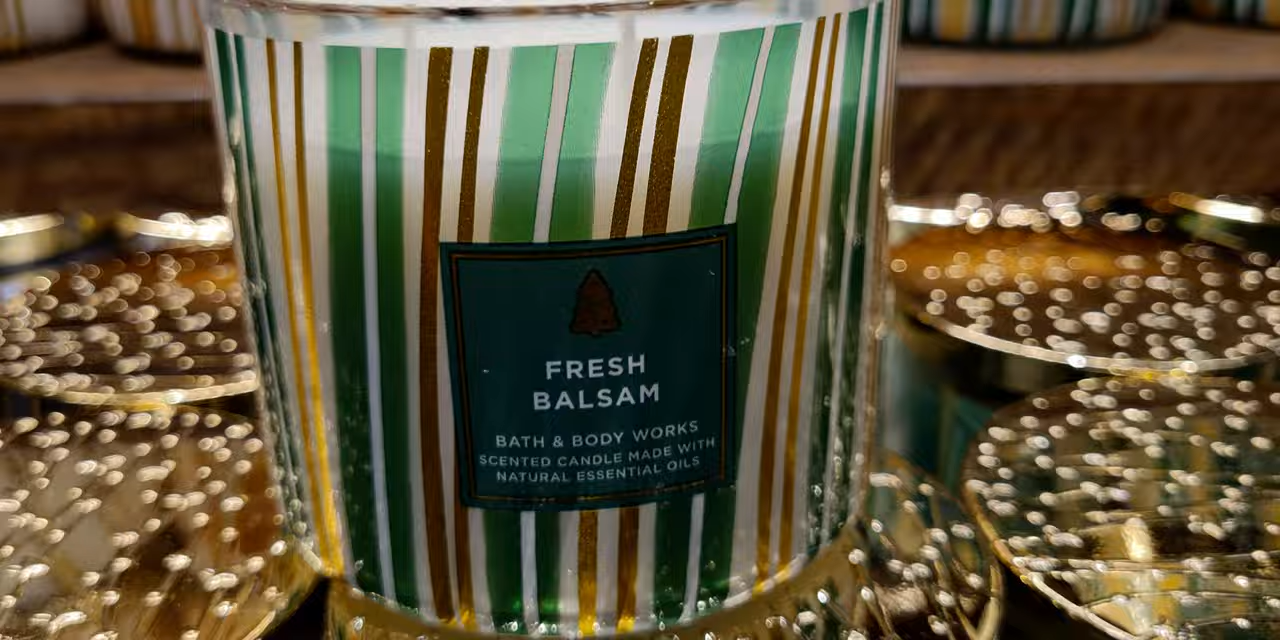 FRESH
BALSAM
BATH & BODY WORKS
SCENTED CANDLE MADE WITH
NATURAL ESSENTIAL OILS